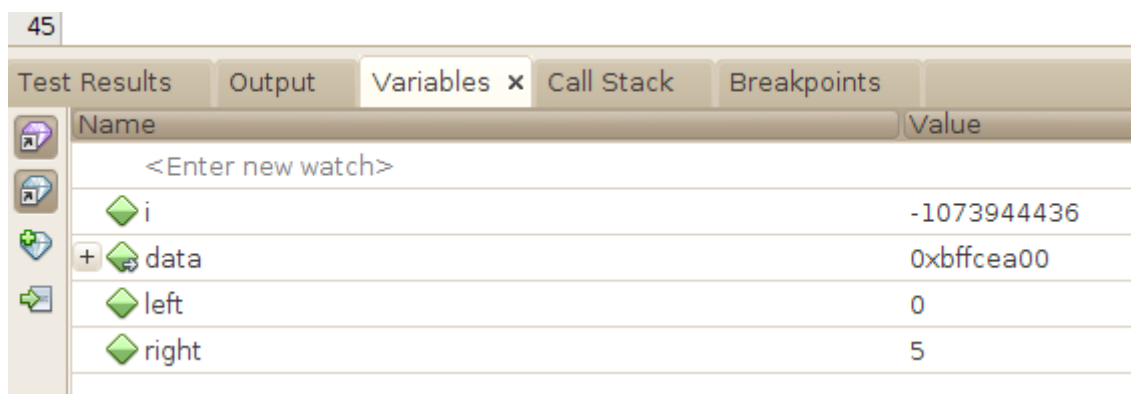 45
Test Results Output Variables × Call Stack Breakpoints
Name Value
<Enter new watch>
i -1073944436
+ data 0xbffcea00
left 0
right 5